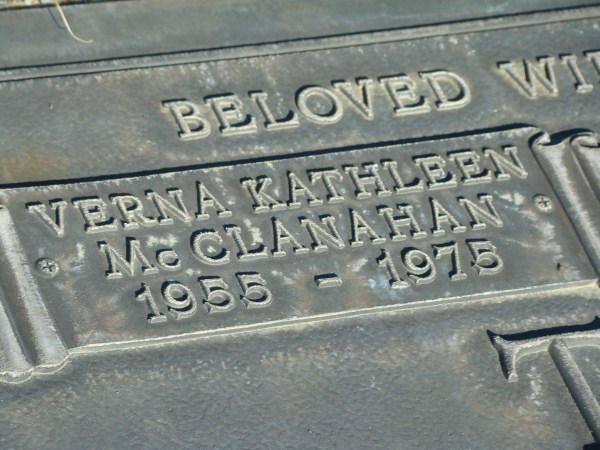 BELOVED
VERNA KATHLEEN
McCLANAHAN
1955 - 1975